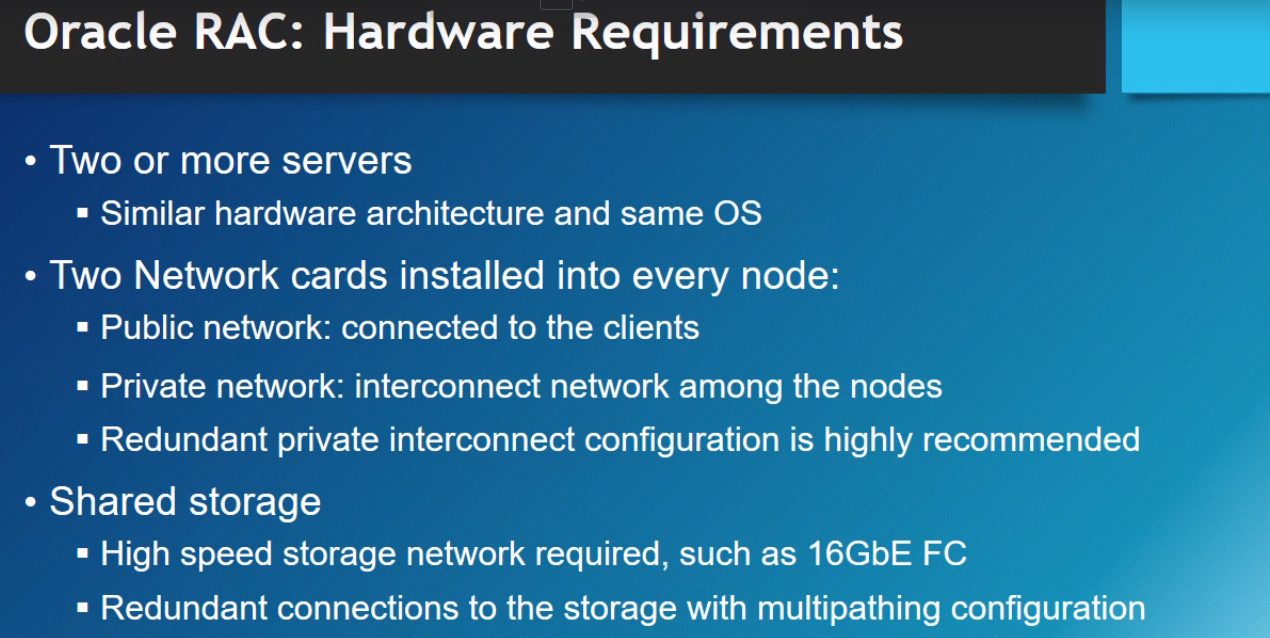 Oracle RAC: Hardware Requirements
• Two or more servers
▪ Similar hardware architecture and same OS
• Two Network cards installed into every node:
▪ Public network: connected to the clients
▪ Private network: interconnect network among the nodes
▪ Redundant private interconnect configuration is highly recommended
• Shared storage
▪ High speed storage network required, such as 16GbE FC
▪ Redundant connections to the storage with multipathing configuration